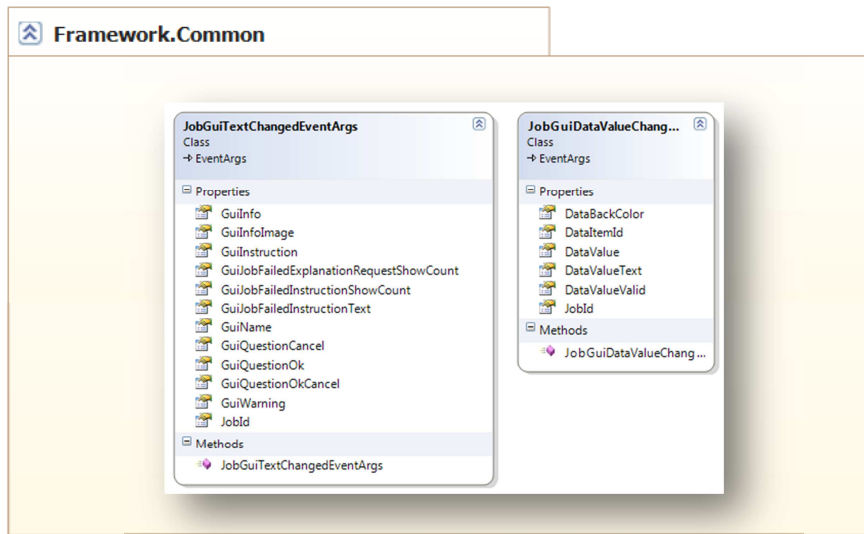 Framework.Common
JobGuiTextChangedEventArgs
Class
EventArgs
Properties
GuiInfo
GuiInfoImage
GuiInstruction
GuiJobFailedExplanationRequestShowCount
GuiJobFailedInstructionShowCount
GuiJobFailedInstructionText
GuiName
GuiQuestionCancel
GuiQuestionOk
GuiQuestionOkCancel
GuiWarning
JobId
Methods
JobGuiTextChangedEventArgs
JobGuiDataValueChang...
Class
EventArgs
Properties
DataBackColor
DataItemId
DataValue
DataValueText
DataValueValid
JobId
Methods
JobGuiDataValueChang...